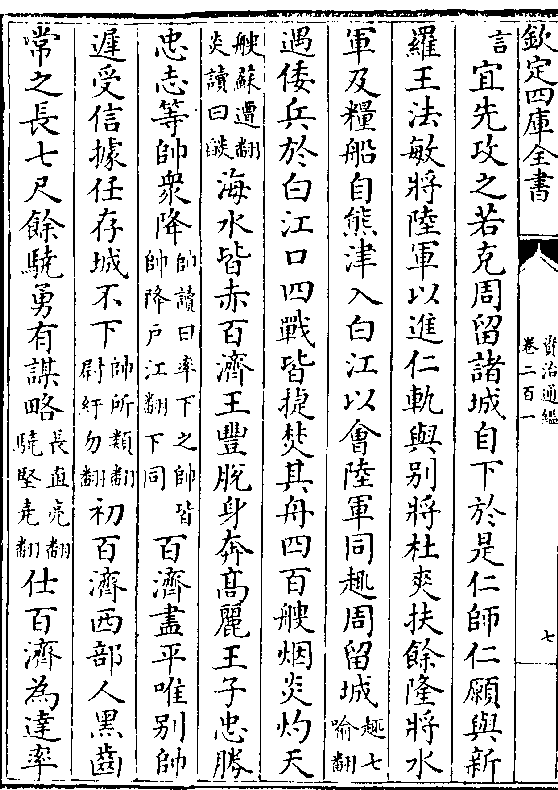 欽定四庫全書
資治通鑑
卷二百一
七
言宜先攻之若克周留諸城自下於是仁師仁願與新
羅王法敏將陸軍以進仁軌與别將杜爽扶餘隆將水
軍及糧船自熊津入白江以會陸軍同趣周留城趣七喻翻
遇倭兵於白江口四戰皆捷焚其舟四百艘烟炎灼天
艘蘇遭翻炎讀曰燄海水皆赤百濟王豐脫身奔髙麗王子忠勝
忠志等帥衆降帥讀曰率下之帥皆帥降户江翻下同百濟盡平唯别帥
遲受信據任存城不下帥所類翻尉紆勿翻初百濟西部人黑齒
常之長七尺餘驍勇有謀略長直亮翻驍堅堯翻仕百濟為達率